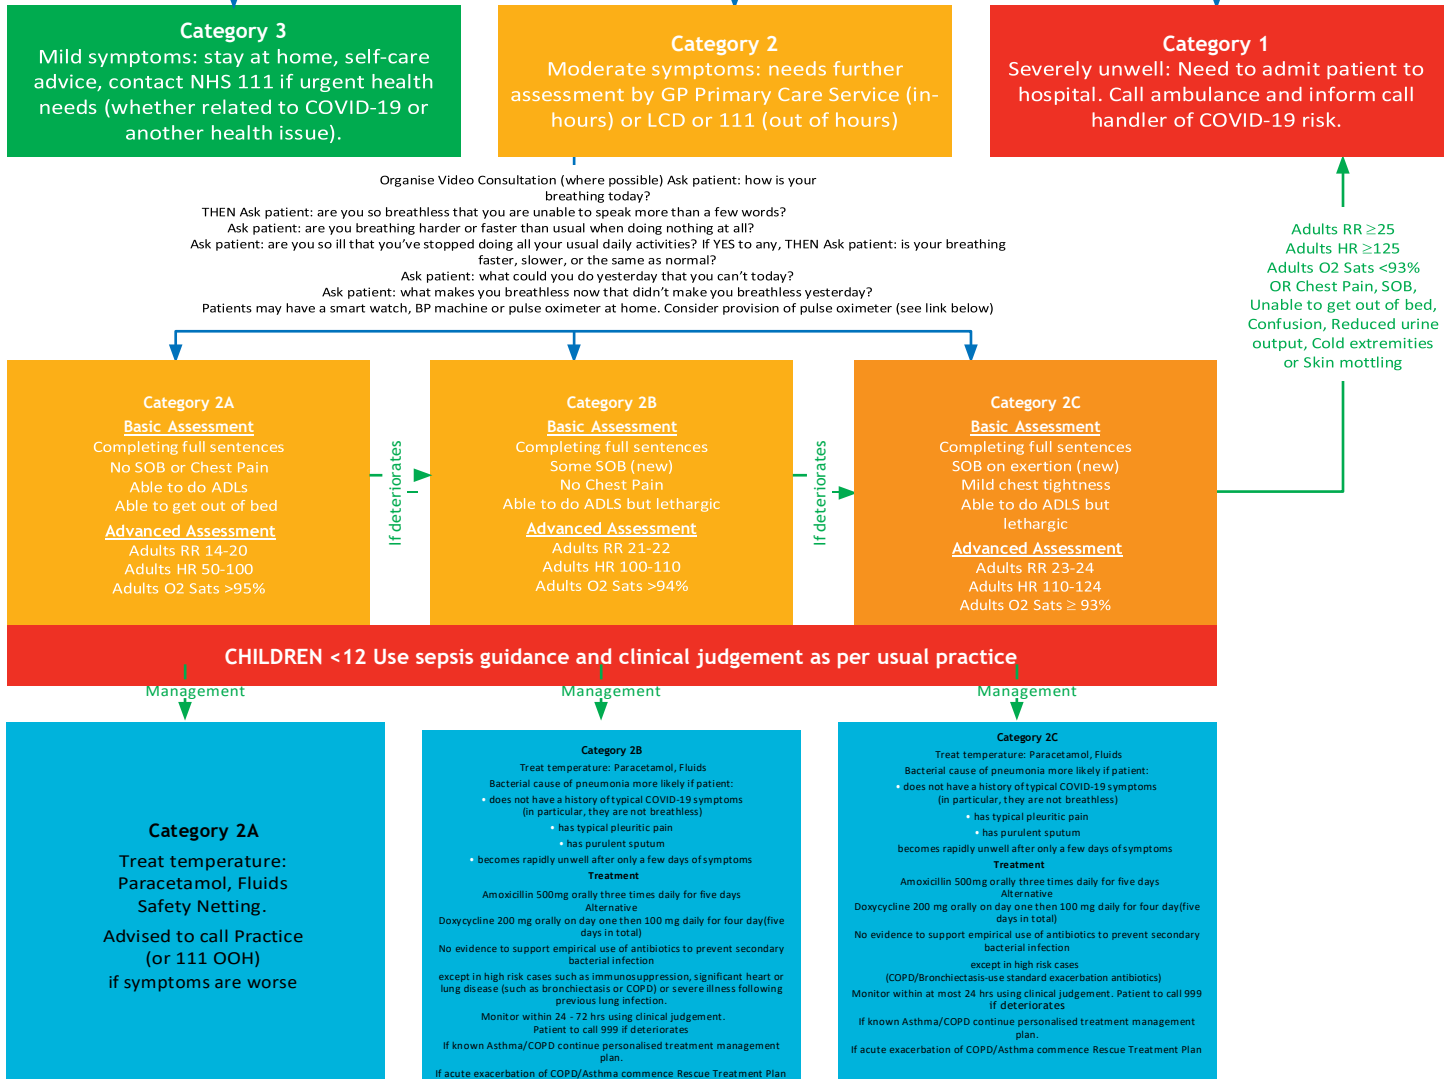 Category 3
Mild symptoms: stay at home, self-care
advice, contact NHS 111 if urgent health
needs (whether related to COVID-19 or
another health issue).
Category 2
Moderate symptoms: needs further
assessment by GP Primary Care Service (in-
hours) or LCD or 111 (out of hours)
Category 1
Severely unwell: Need to admit patient to
hospital. Call ambulance and inform call
handler of COVID-19 risk.
Organise Video Consultation (where possible) Ask patient: how is your
breathing today?
THEN Ask patient: are you so breathless that you are unable to speak more than a few words?
Ask patient: are you breathing harder or faster than usual when doing nothing at all?
Ask patient: are you so ill that you've stopped doing all your usual daily activities? If YES to any, THEN Ask patient: is your breathing
faster, slower, or the same as normal?
Ask patient: what could you do yesterday that you can't today?
Ask patient: what makes you breathless now that didn't make you breathless yesterday?
Patients may have a smart watch, BP machine or pulse oximeter at home. Consider provision of pulse oximeter (see link below)
Adults RR ≥25
Adults HR ≥125
Adults O2 Sats <93%
OR Chest Pain, SOB,
Unable to get out of bed,
Confusion, Reduced urine
output, Cold extremities
or Skin mottling
Category 2A
Basic Assessment
Completing full sentences
No SOB or Chest Pain
Able to do ADLs
Able to get out of bed
Advanced Assessment
Adults RR 14-20
Adults HR 50-100
Adults O2 Sats >95%
If deteriorates
Category 2B
Basic Assessment
Completing full sentences
Some SOB (new)
No Chest Pain
Able to do ADLS but lethargic
Advanced Assessment
Adults RR 21-22
Adults HR 100-110
Adults O2 Sats >94%
If deteriorates
Category 2C
Basic Assessment
Completing full sentences
SOB on exertion (new)
Mild chest tightness
Able to do ADLS but
lethargic
Advanced Assessment
Adults RR 23-24
Adults HR 110-124
Adults O2 Sats ≥ 93%
CHILDREN <12 Use sepsis guidance and clinical judgement as per usual practice
Management
Management
Management
Category 2A
Treat temperature:
Paracetamol, Fluids
Safety Netting.
Advised to call Practice
(or 111 OOH)
if symptoms are worse
Category 2B
Treat temperature: Paracetamol, Fluids
Bacterial cause of pneumonia more likely if patient:
• does not have a history of typical COVID-19 symptoms
(in particular, they are not breathless)
• has typical pleuritic pain
• has purulent sputum
• becomes rapidly unwell after only a few days of symptoms
Treatment
Amoxicillin 500mg orally three times daily for five days
Alternative
Doxycycline 200 mg orally on day one then 100 mg daily for four day(five
days in total)
No evidence to support empirical use of antibiotics to prevent secondary
bacterial infection
except in high risk cases such as immunosuppression, significant heart or
lung disease (such as bronchiectasis or COPD) or severe illness following
previous lung infection.
Monitor within 24 - 72 hrs using clinical judgement.
Patient to call 999 if deteriorates
If known Asthma/COPD continue personalised treatment management
plan.
If acute exacerbation of COPD/Asthma commence Rescue Treatment Plan
Category 2C
Treat temperature: Paracetamol, Fluids
Bacterial cause of pneumonia more likely if patient:
• does not have a history of typical COVID-19 symptoms
(in particular, they are not breathless)
• has typical pleuritic pain
• has purulent sputum
becomes rapidly unwell after only a few days of symptoms
Treatment
Amoxicillin 500mg orally three times daily for five days
Alternative
Doxycycline 200 mg orally on day one then 100 mg daily for four day(five
days in total)
No evidence to support empirical use of antibiotics to prevent secondary
bacterial infection
except in high risk cases
(COPD/Bronchiectasis-use standard exacerbation antibiotics)
Monitor within at most 24 hrs using clinical judgement. Patient to call 999
if deteriorates
If known Asthma/COPD continue personalised treatment management
plan.
If acute exacerbation of COPD/Asthma commence Rescue Treatment Plan